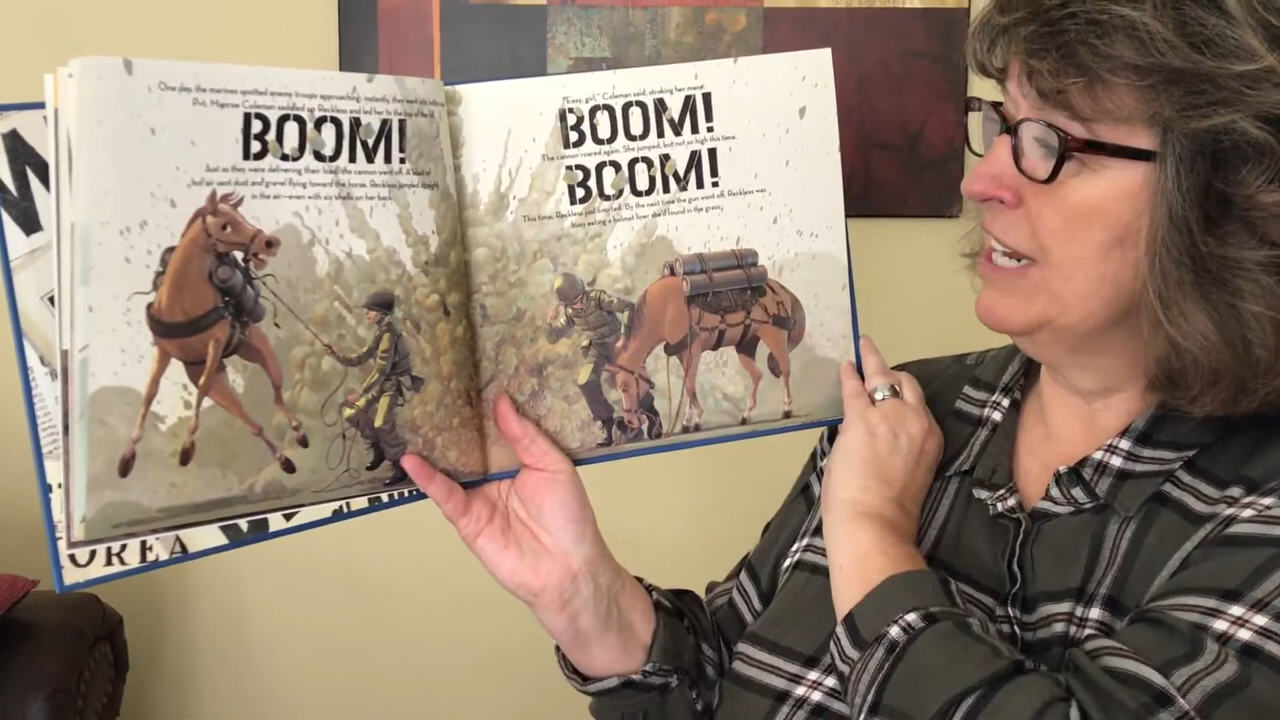 One day, the marines spotted enemy troops approaching; instantly, they went into
Pvt. Monroe Coleman saddled up Reckless and led her to the top of the hill.
BOOM!
Just as they were delivering their load, the cannon went off. A blast of
hot air sent dust and gravel flying toward the horse. Reckless jumped straight
in the air—even with six shells on her back.
"Easy, girl," Coleman said, stroking her mane.
BOOM!
The cannon roared again. She jumped, but not so high this time.
BOOM!
This time, Reckless just snorted. By the next time the gun went off, Reckless was
busy eating a helmet liner she'd found in the grass.
OREA